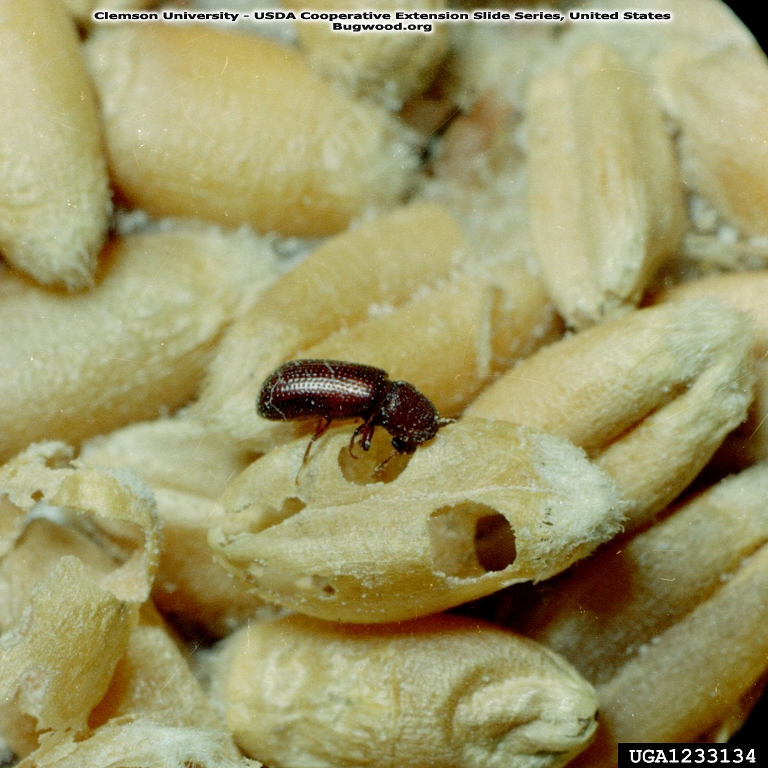 Clemson University - USDA Cooperative Extension Slide Series, United States
Bugwood.org
UGA1233134